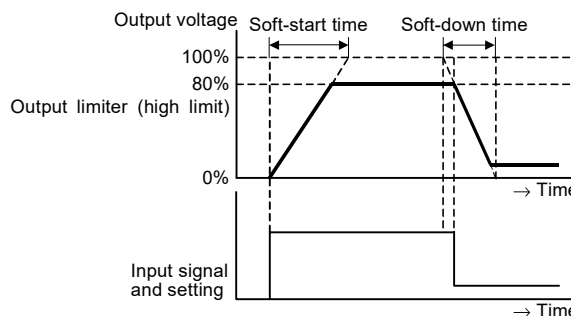 Output voltage
Soft-start time
Soft-down time
100%
80%
Output limiter (high limit)
0%
→ Time
Input signal
and setting
→ Time